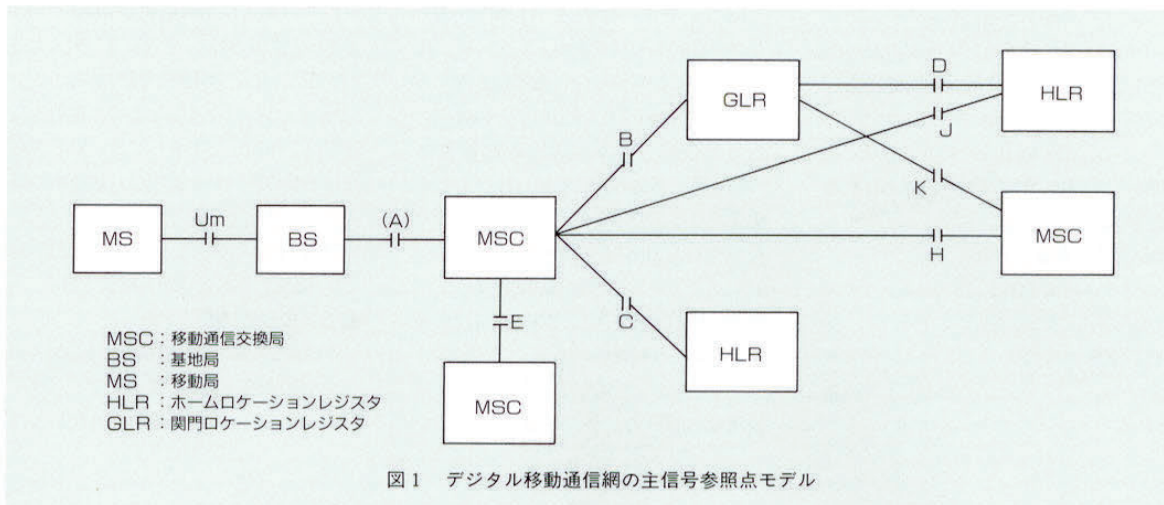 D
GLR
HLR
B
J
K
Um
(A)
MS
BS
MSC
MSC
H
E
C
HLR
MSC
MSC:移動通信交換局
BS :基地局
MS :移動局
HLR:ホームロケーションレジスタ
GLR:関門ロケーションレジスタ
図1 デジタル移動通信網の主信号参照点モデル